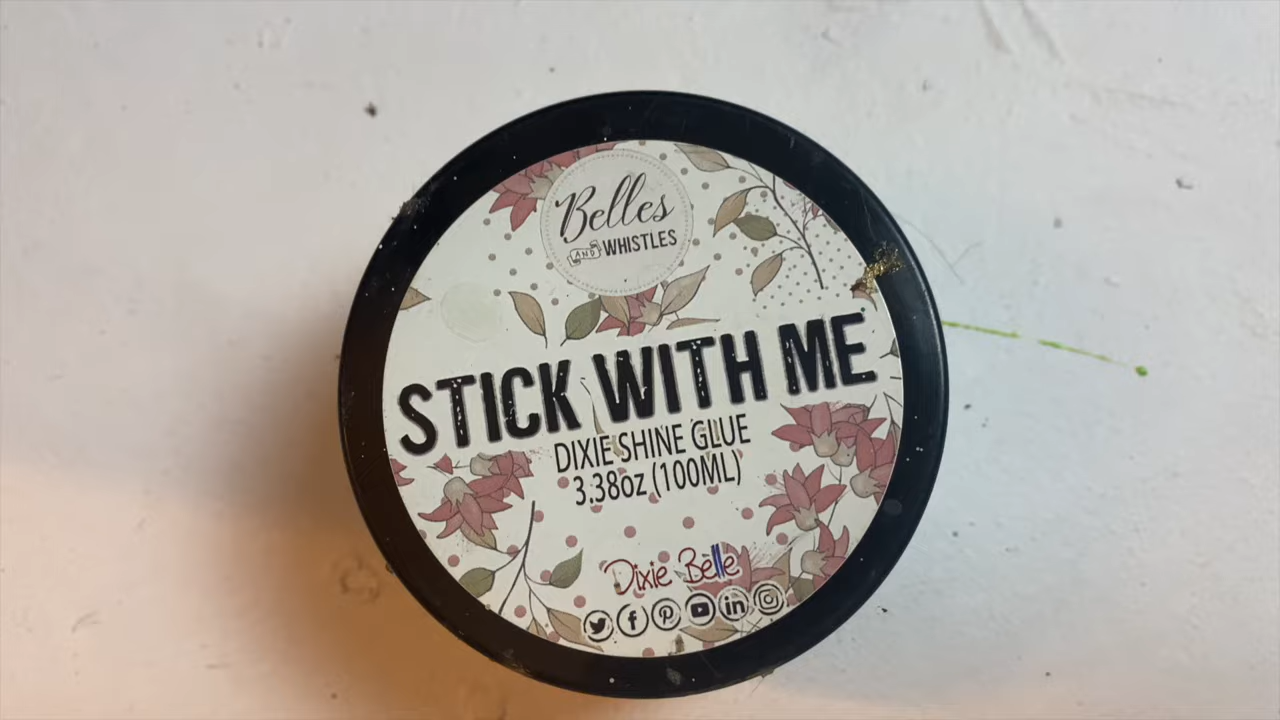 Belles
AND WHISTLES
STICK WITH ME
DIXIE SHINE GLUE
3.38oz (100ML)
Dixie Belle